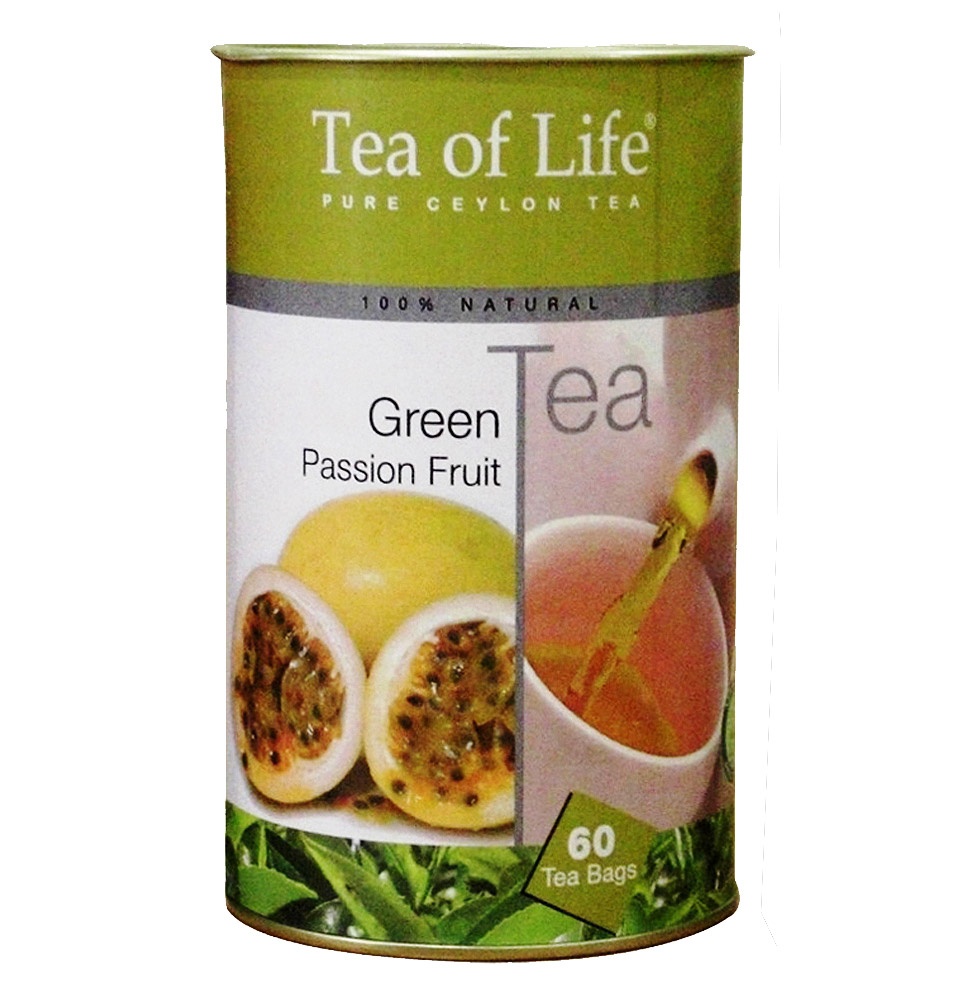 Tea of Life®
PURE CEYLON TEA
100% NATURAL
Tea
Green
Passion Fruit
60
Tea Bags